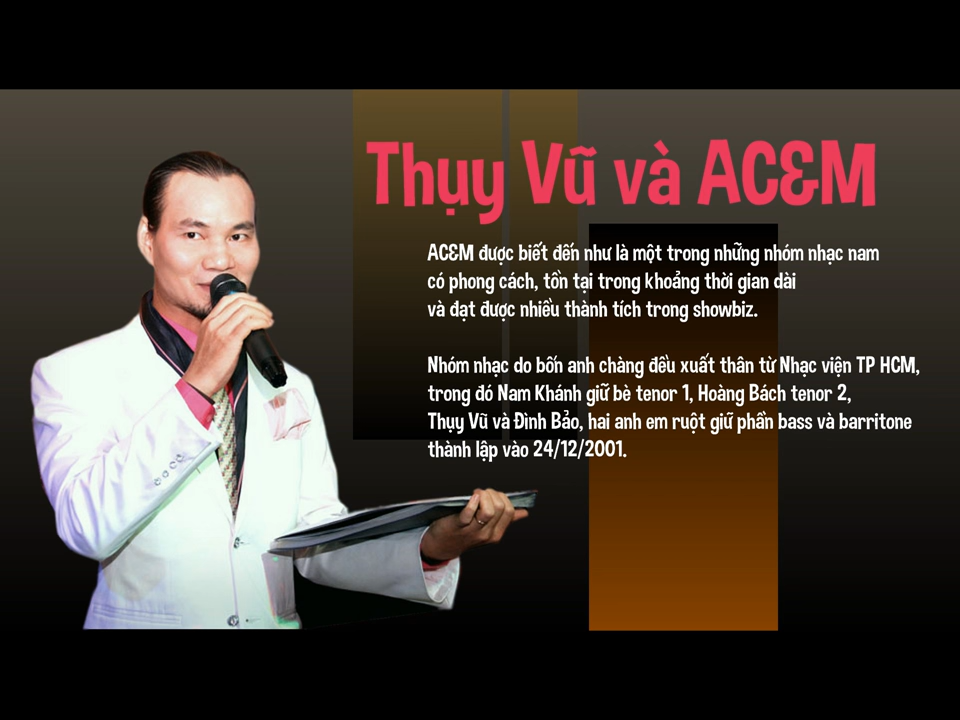 Thụy Vũ và AC&M
AC&M được biết đến như là một trong những nhóm nhạc nam
có phong cách, tồn tại trong khoảng thời gian dài
và đạt được nhiều thành tích trong showbiz.
Nhóm nhạc do bốn anh chàng đều xuất thân từ Nhạc viện TP HCM,
trong đó Nam Khánh giữ bè tenor 1, Hoàng Bách tenor 2,
Thụy Vũ và Đình Bảo, hai anh em ruột giữ phần bass và barritone
thành lập vào 24/12/2001.